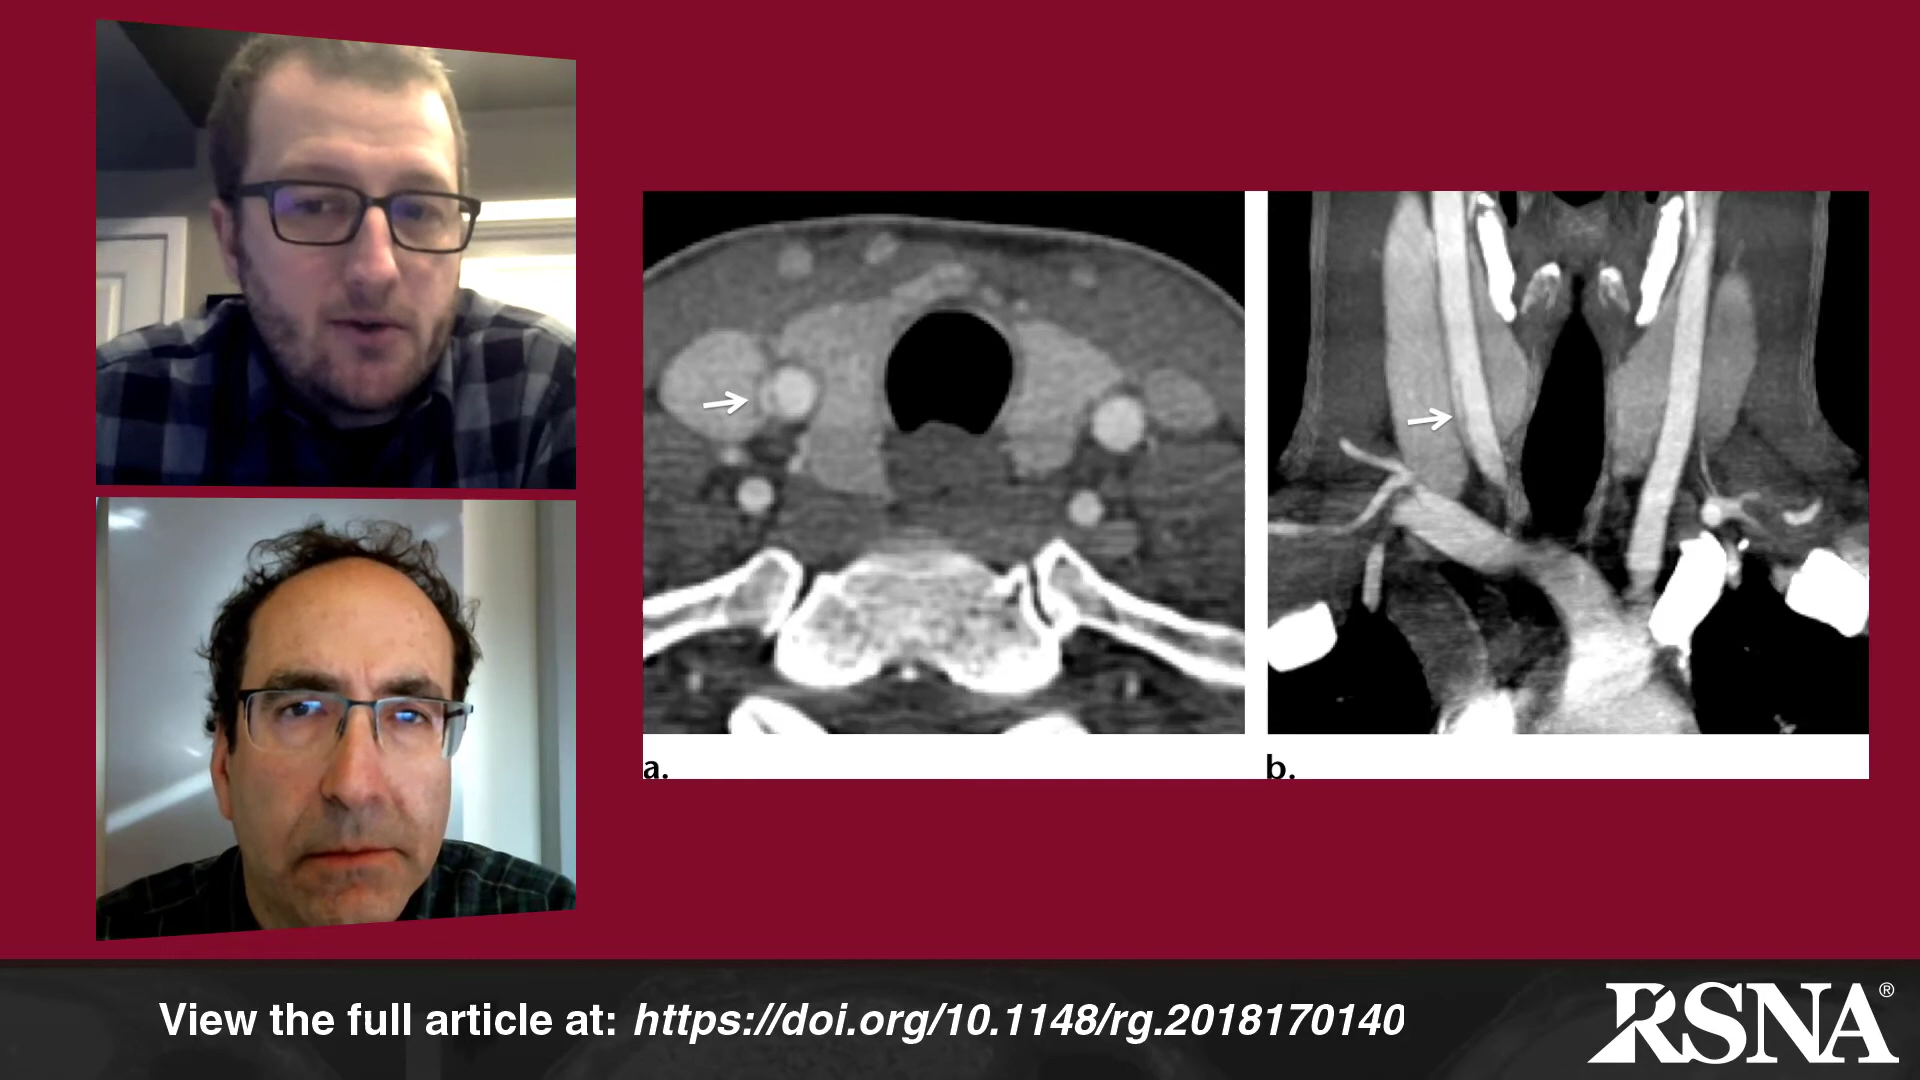 a.
b.
View the full article at: https://doi.org/10.1148/rg.2018170140
RSNA®